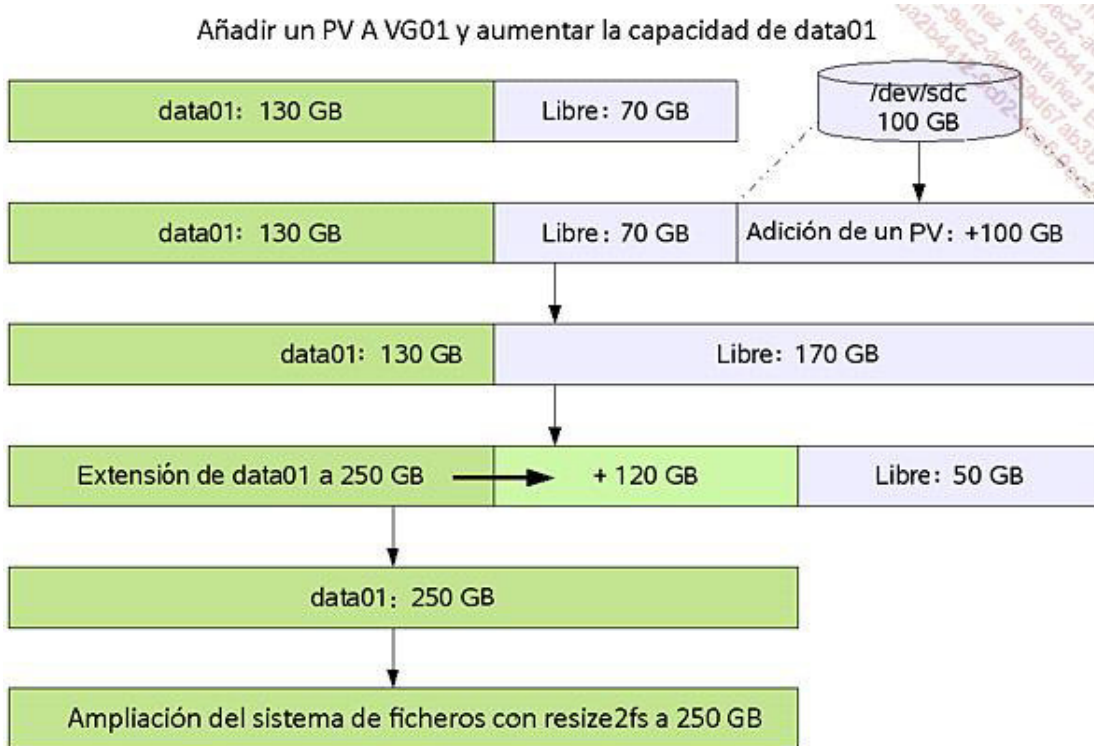 Añadir un PV A VG01 y aumentar la capacidad de data01
data01: 130 GB
Libre: 70 GB
/dev/sdc
100 GB
data01: 130 GB
Libre: 70 GB
Adición de un PV: +100 GB
data01: 130 GB
Libre: 170 GB
Extensión de data01 a 250 GB
+ 120 GB
Libre: 50 GB
data01: 250 GB
Ampliación del sistema de ficheros con resize2fs a 250 GB